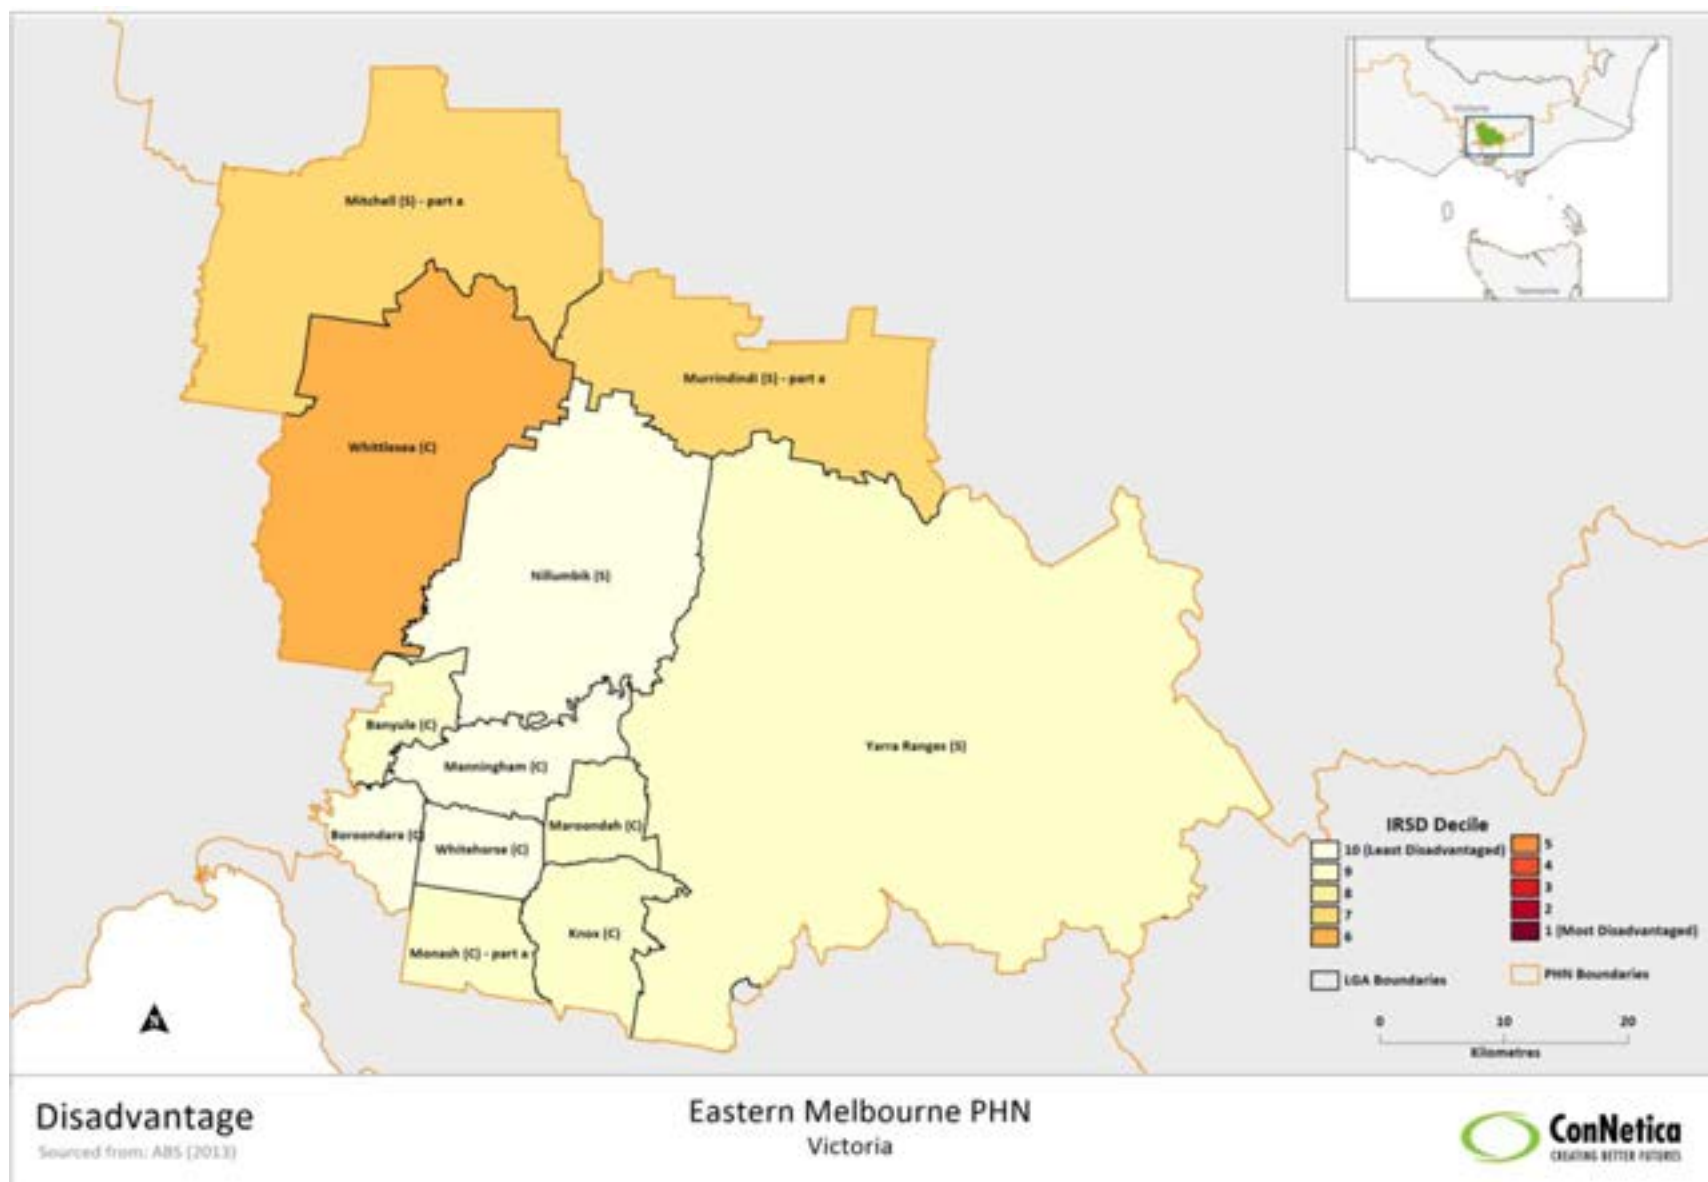 Victoria
Tasmania
Mitchell (S) - part a
Murrindindi (S) - part a
Whittlesea (C)
Nillumbik (S)
Banyule (C)
Yarra Ranges (S)
Manningham (C)
Boroondara (C)
Maroondah (C)
Whitehorse (C)
Knox (C)
Monash (C) - part a
IRSD Decile
10 (Least Disadvantaged)
9
8
7
6
5
4
3
2
1 (Most Disadvantaged)
LGA Boundaries
PHN Boundaries
0 10 20
Kilometres
N
Disadvantage
Sourced from: ABS (2013)
Eastern Melbourne PHN
Victoria
ConNetica
CREATING BETTER FUTURES